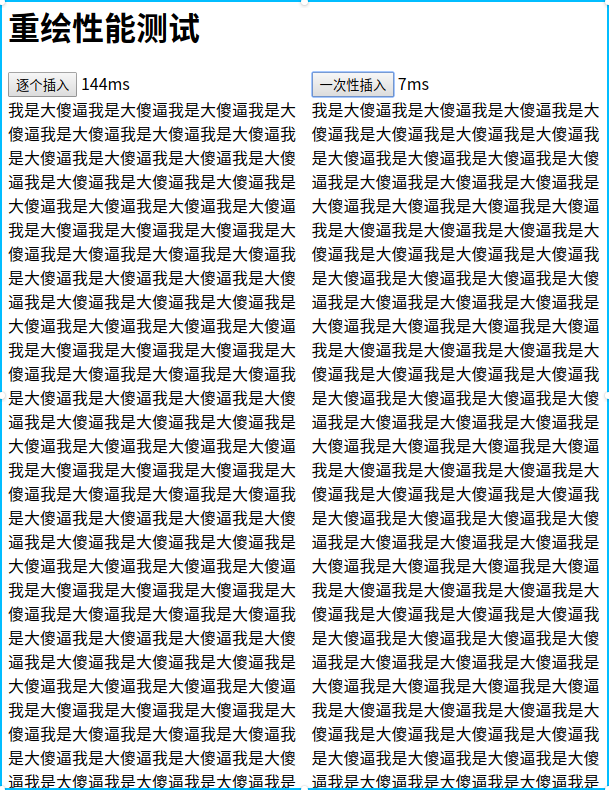 重绘性能测试
逐个插入 144ms
我是大傻逼我是大傻逼我是大傻逼我是大
傻逼我是大傻逼我是大傻逼我是大傻逼我
是大傻逼我是大傻逼我是大傻逼我是大傻
逼我是大傻逼我是大傻逼我是大傻逼我是
大傻逼我是大傻逼我是大傻逼我是大傻逼
我是大傻逼我是大傻逼我是大傻逼我是大
傻逼我是大傻逼我是大傻逼我是大傻逼我
是大傻逼我是大傻逼我是大傻逼我是大傻
逼我是大傻逼我是大傻逼我是大傻逼我是
大傻逼我是大傻逼我是大傻逼我是大傻逼
我是大傻逼我是大傻逼我是大傻逼我是大
傻逼我是大傻逼我是大傻逼我是大傻逼我
是大傻逼我是大傻逼我是大傻逼我是大傻
逼我是大傻逼我是大傻逼我是大傻逼我是
大傻逼我是大傻逼我是大傻逼我是大傻逼
我是大傻逼我是大傻逼我是大傻逼我是大
傻逼我是大傻逼我是大傻逼我是大傻逼我
是大傻逼我是大傻逼我是大傻逼我是大傻
逼我是大傻逼我是大傻逼我是大傻逼我是
大傻逼我是大傻逼我是大傻逼我是大傻逼
我是大傻逼我是大傻逼我是大傻逼我是大
傻逼我是大傻逼我是大傻逼我是大傻逼我
是大傻逼我是大傻逼我是大傻逼我是大傻
逼我是大傻逼我是大傻逼我是大傻逼我是
大傻逼我是大傻逼我是大傻逼我是大傻逼
我是大傻逼我是大傻逼我是大傻逼我是大
傻逼我是大傻逼我是大傻逼我是大傻逼我
是大傻逼我是大傻逼我是大傻逼我是大傻
逼我是大傻逼我是大傻逼我是大傻逼我是
一次性插入 7ms
我是大傻逼我是大傻逼我是大傻逼我是大
傻逼我是大傻逼我是大傻逼我是大傻逼我
是大傻逼我是大傻逼我是大傻逼我是大傻
逼我是大傻逼我是大傻逼我是大傻逼我是
大傻逼我是大傻逼我是大傻逼我是大傻逼
我是大傻逼我是大傻逼我是大傻逼我是大
傻逼我是大傻逼我是大傻逼我是大傻逼我
是大傻逼我是大傻逼我是大傻逼我是大傻
逼我是大傻逼我是大傻逼我是大傻逼我是
大傻逼我是大傻逼我是大傻逼我是大傻逼
我是大傻逼我是大傻逼我是大傻逼我是大
傻逼我是大傻逼我是大傻逼我是大傻逼我
是大傻逼我是大傻逼我是大傻逼我是大傻
逼我是大傻逼我是大傻逼我是大傻逼我是
大傻逼我是大傻逼我是大傻逼我是大傻逼
我是大傻逼我是大傻逼我是大傻逼我是大
傻逼我是大傻逼我是大傻逼我是大傻逼我
是大傻逼我是大傻逼我是大傻逼我是大傻
逼我是大傻逼我是大傻逼我是大傻逼我是
大傻逼我是大傻逼我是大傻逼我是大傻逼
我是大傻逼我是大傻逼我是大傻逼我是大
傻逼我是大傻逼我是大傻逼我是大傻逼我
是大傻逼我是大傻逼我是大傻逼我是大傻
逼我是大傻逼我是大傻逼我是大傻逼我是
大傻逼我是大傻逼我是大傻逼我是大傻逼
我是大傻逼我是大傻逼我是大傻逼我是大
傻逼我是大傻逼我是大傻逼我是大傻逼我
是大傻逼我是大傻逼我是大傻逼我是大傻
逼我是大傻逼我是大傻逼我是大傻逼我是